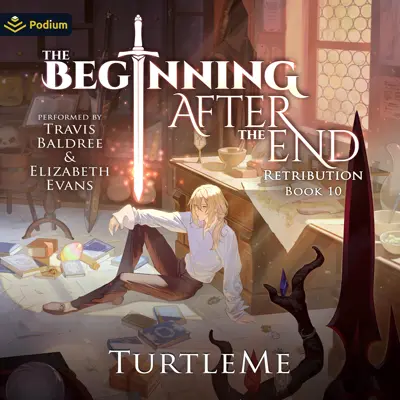 Podium
THE
BEGINNING
AFTER
THE END
PERFORMED BY
TRAVIS
BALDREE
&
ELIZABETH
EVANS
RETRIBUTION
BOOK 10
TURTLEME